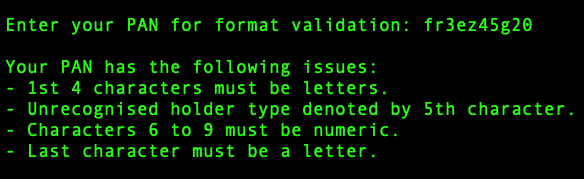 Enter your PAN for format validation: fr3ez45g20
Your PAN has the following issues:
- 1st 4 characters must be letters.
- Unrecognised holder type denoted by 5th character.
- Characters 6 to 9 must be numeric.
- Last character must be a letter.